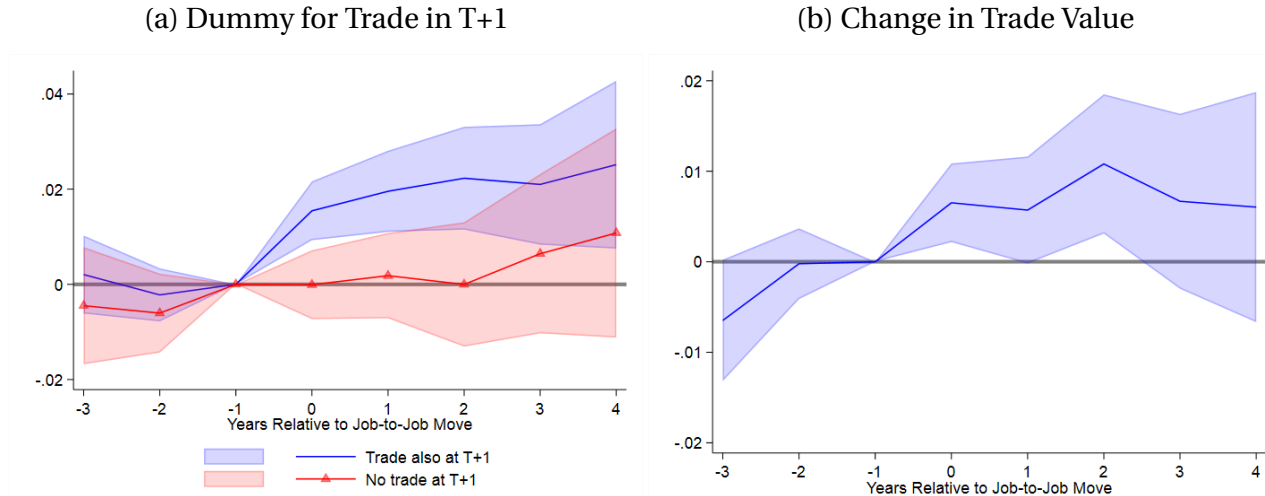 (a) Dummy for Trade in T+1
.04
.02
0
-.02
-3 -2 -1 0 1 2 3 4
Years Relative to Job-to-Job Move
Trade also at T+1
No trade at T+1
(b) Change in Trade Value
.02
.01
0
-.01
-.02
-3 -2 -1 0 1 2 3 4
Years Relative to Job-to-Job Move